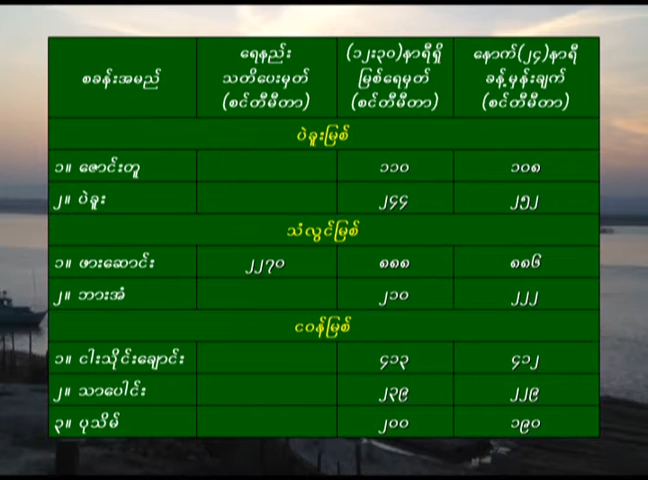 စခန်းအမည်
ရေနည်း
သတိပေးမှတ်
(စင်တီမီတာ)
(၁၂း၃၀)နာရီရှိ
မြစ်ရေမှတ်
(စင်တီမီတာ)
နောက်(၂၄)နာရီ
ခန့်မှန်းချက်
(စင်တီမီတာ)
ပဲခူးမြစ်
၁။ ဇောင်းတူ ၁၁၀ ၁၀၈
၂။ ပဲခူး ၂၄၄ ၂၅၂
သံလွင်မြစ်
၁။ ဖားဆောင်း ၂၂၇၀ ၈၈၈ ၈၈၆
၂။ ဘားအံ ၂၁၀ ၂၂၂
ငဝန်မြစ်
၁။ ငါးသိုင်းချောင်း ၄၁၃ ၄၁၂
၂။ သာပေါင်း ၂၃၉ ၂၂၉
၃။ ပုသိမ် ၂၀၀ ၁၉၀